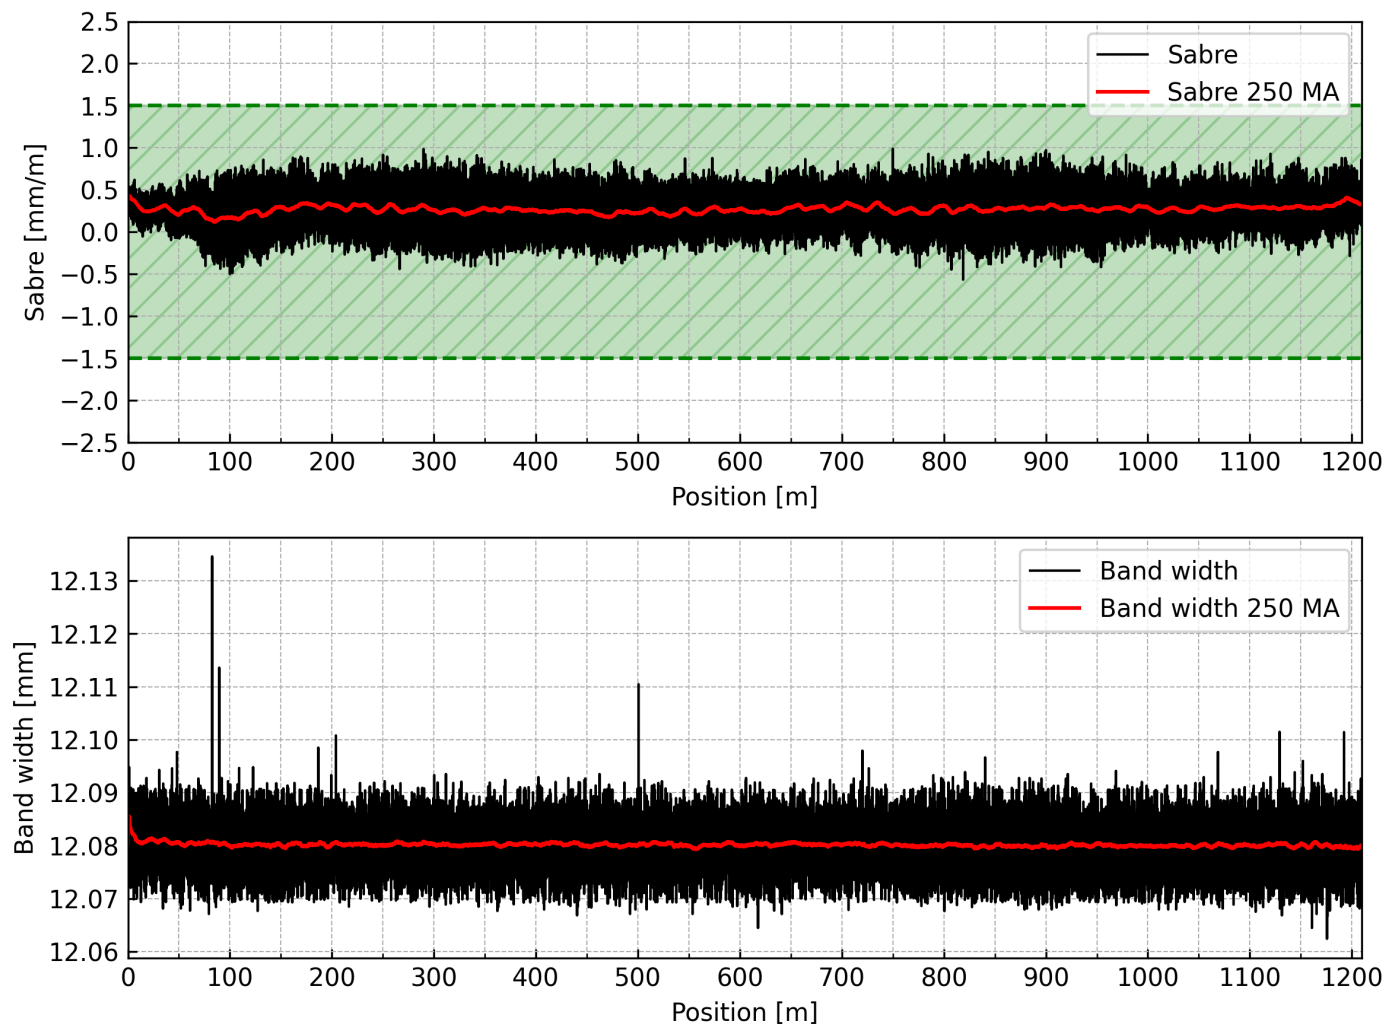 2.5
2.0
1.5
1.0
0.5
0.0
−0.5
−1.0
−1.5
−2.0
−2.5
Sabre [mm/m]
Sabre
Sabre 250 MA
0 100 200 300 400 500 600 700 800 900 1000 1100 1200
Position [m]
12.13
12.12
12.11
12.10
12.09
12.08
12.07
12.06
Band width [mm]
Band width
Band width 250 MA
0 100 200 300 400 500 600 700 800 900 1000 1100 1200
Position [m]